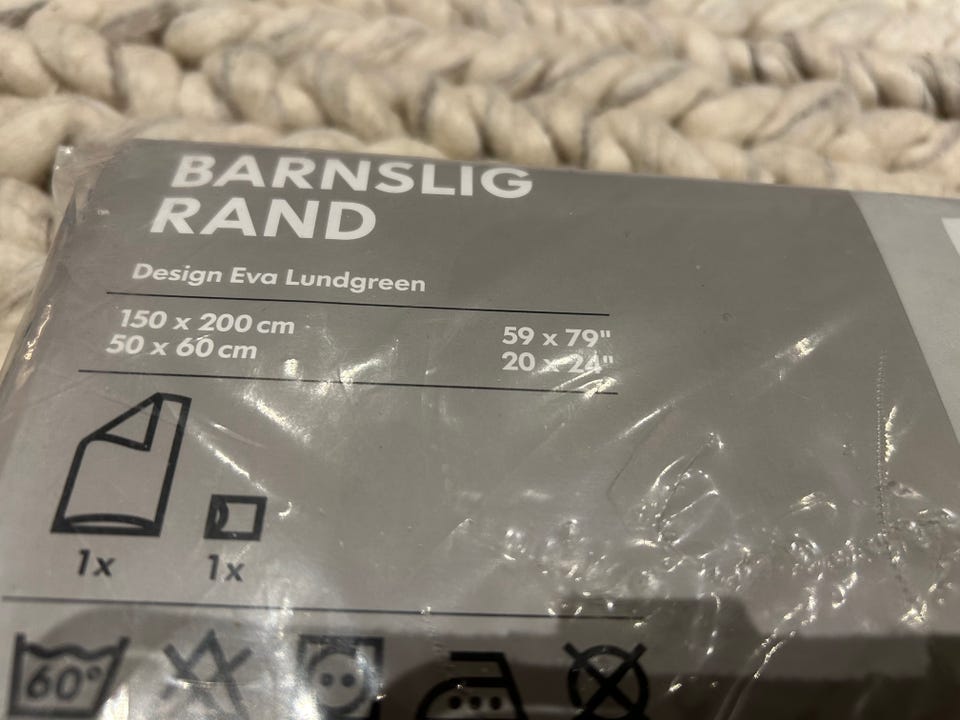 BARNSLIG
RAND
Design Eva Lundgreen
150 x 200 cm 59 x 79"
50 x 60 cm 20 x 24"
1x 1x
60°